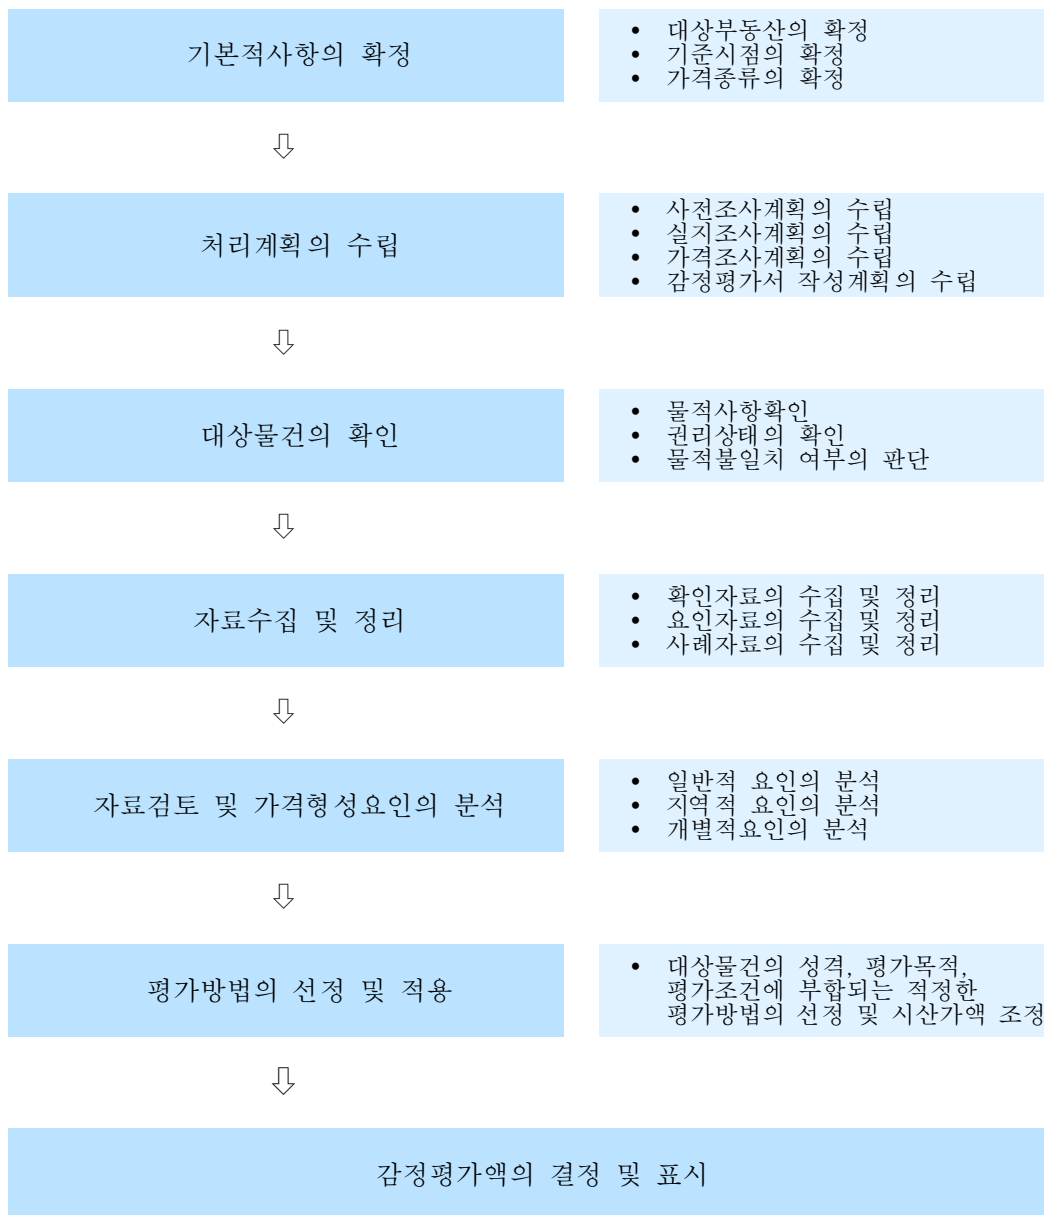 기본적사항의 확정
• 대상부동산의 확정
• 기준시점의 확정
• 가격종류의 확정
⇩
처리계획의 수립
• 사전조사계획의 수립
• 실지조사계획의 수립
• 가격조사계획의 수립
• 감정평가서 작성계획의 수립
⇩
대상물건의 확인
• 물적사항확인
• 권리상태의 확인
• 물적불일치 여부의 판단
⇩
자료수집 및 정리
• 확인자료의 수집 및 정리
• 요인자료의 수집 및 정리
• 사례자료의 수집 및 정리
⇩
자료검토 및 가격형성요인의 분석
• 일반적 요인의 분석
• 지역적 요인의 분석
• 개별적요인의 분석
⇩
평가방법의 선정 및 적용
• 대상물건의 성격, 평가목적,
평가조건에 부합되는 적정한
평가방법의 선정 및 시산가액 조정
⇩
감정평가액의 결정 및 표시